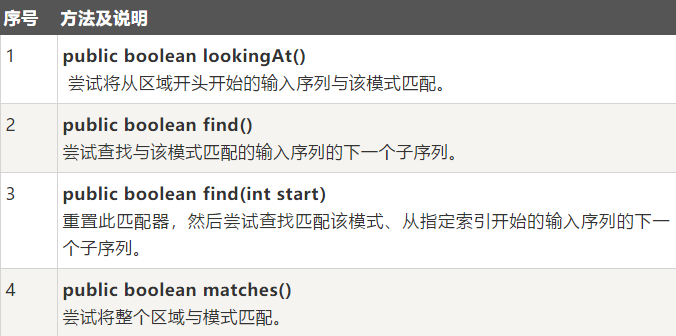 序号 方法及说明
1 public boolean lookingAt()
尝试将从区域开头开始的输入序列与该模式匹配。
2 public boolean find()
尝试查找与该模式匹配的输入序列的下一个子序列。
3 public boolean find(int start)
重置此匹配器，然后尝试查找匹配该模式、从指定索引开始的输入序列的下一
个子序列。
4 public boolean matches()
尝试将整个区域与模式匹配。